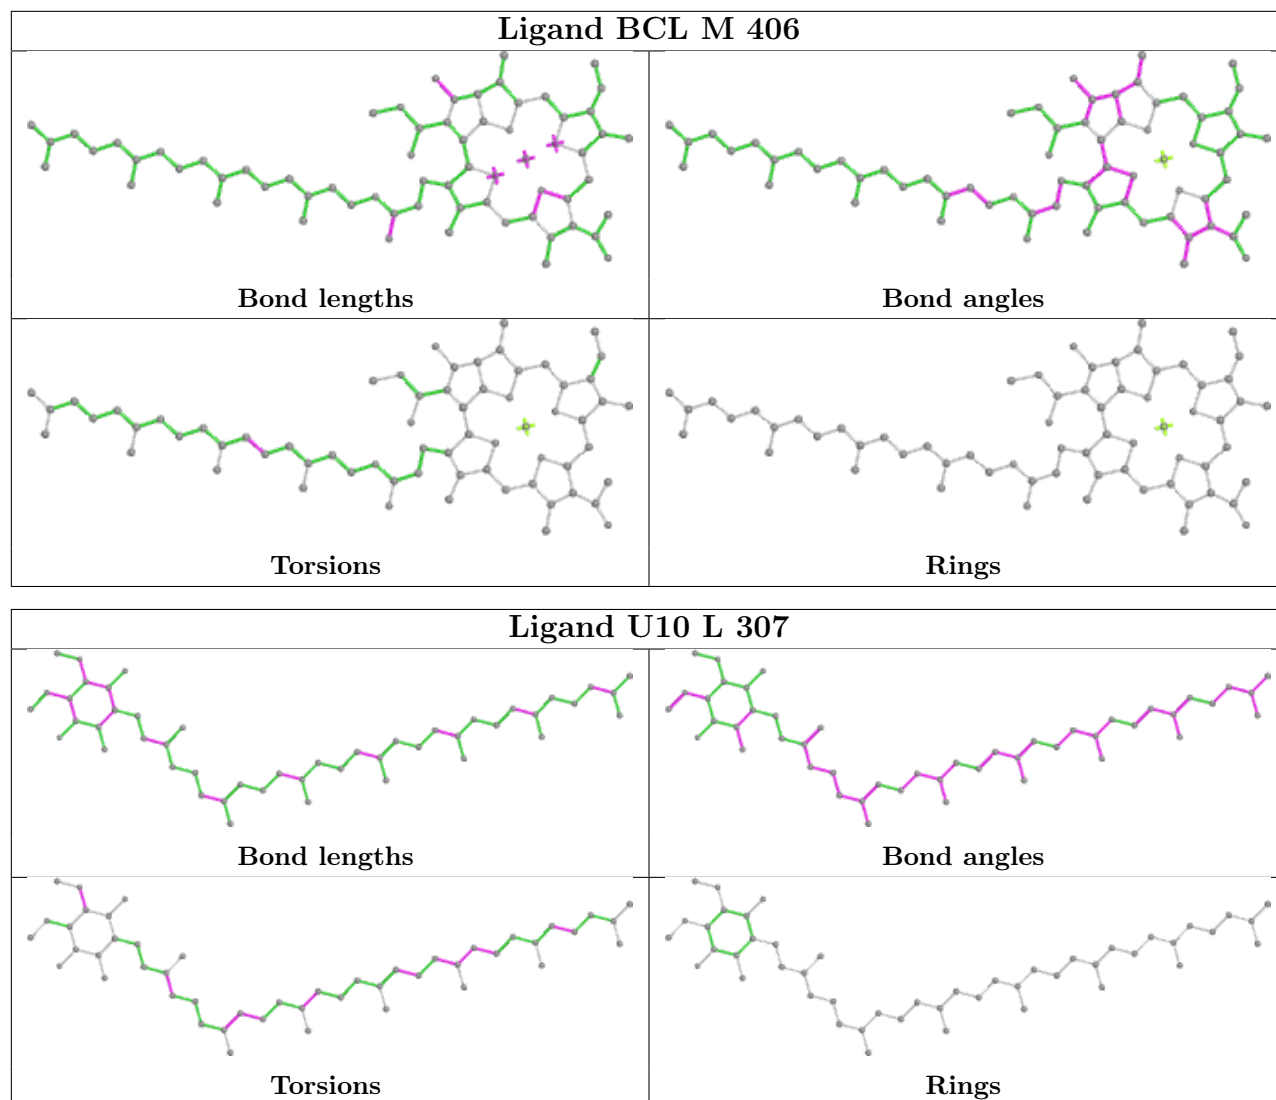 Ligand BCL M 406
Bond lengths
Bond angles
Torsions
Rings
Ligand U10 L 307
Bond lengths
Bond angles
Torsions
Rings